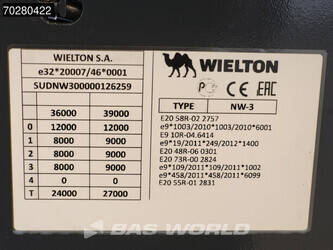 70280422
WIELTON S.A.
e32*20007/46*0001
SUDNW300000126259
36000 39000
0 12000 12000
1 8000 9000
2 8000 9000
3 8000 9000
4 0 0
T 24000 27000
WIELTON
CE
TYPE NW-3
E20 58R-02 2757
e9*1003/2010*1003/2010*6001
E9 10R-04.6414
e9*19/2011*249/2012*1400
E20 48R-06 0301
E20 73R-00 2824
e9*109/2011*109/2011*1002
e9*458/2011*458/2011*6099
E20 55R-01 2831
BAS WORLD